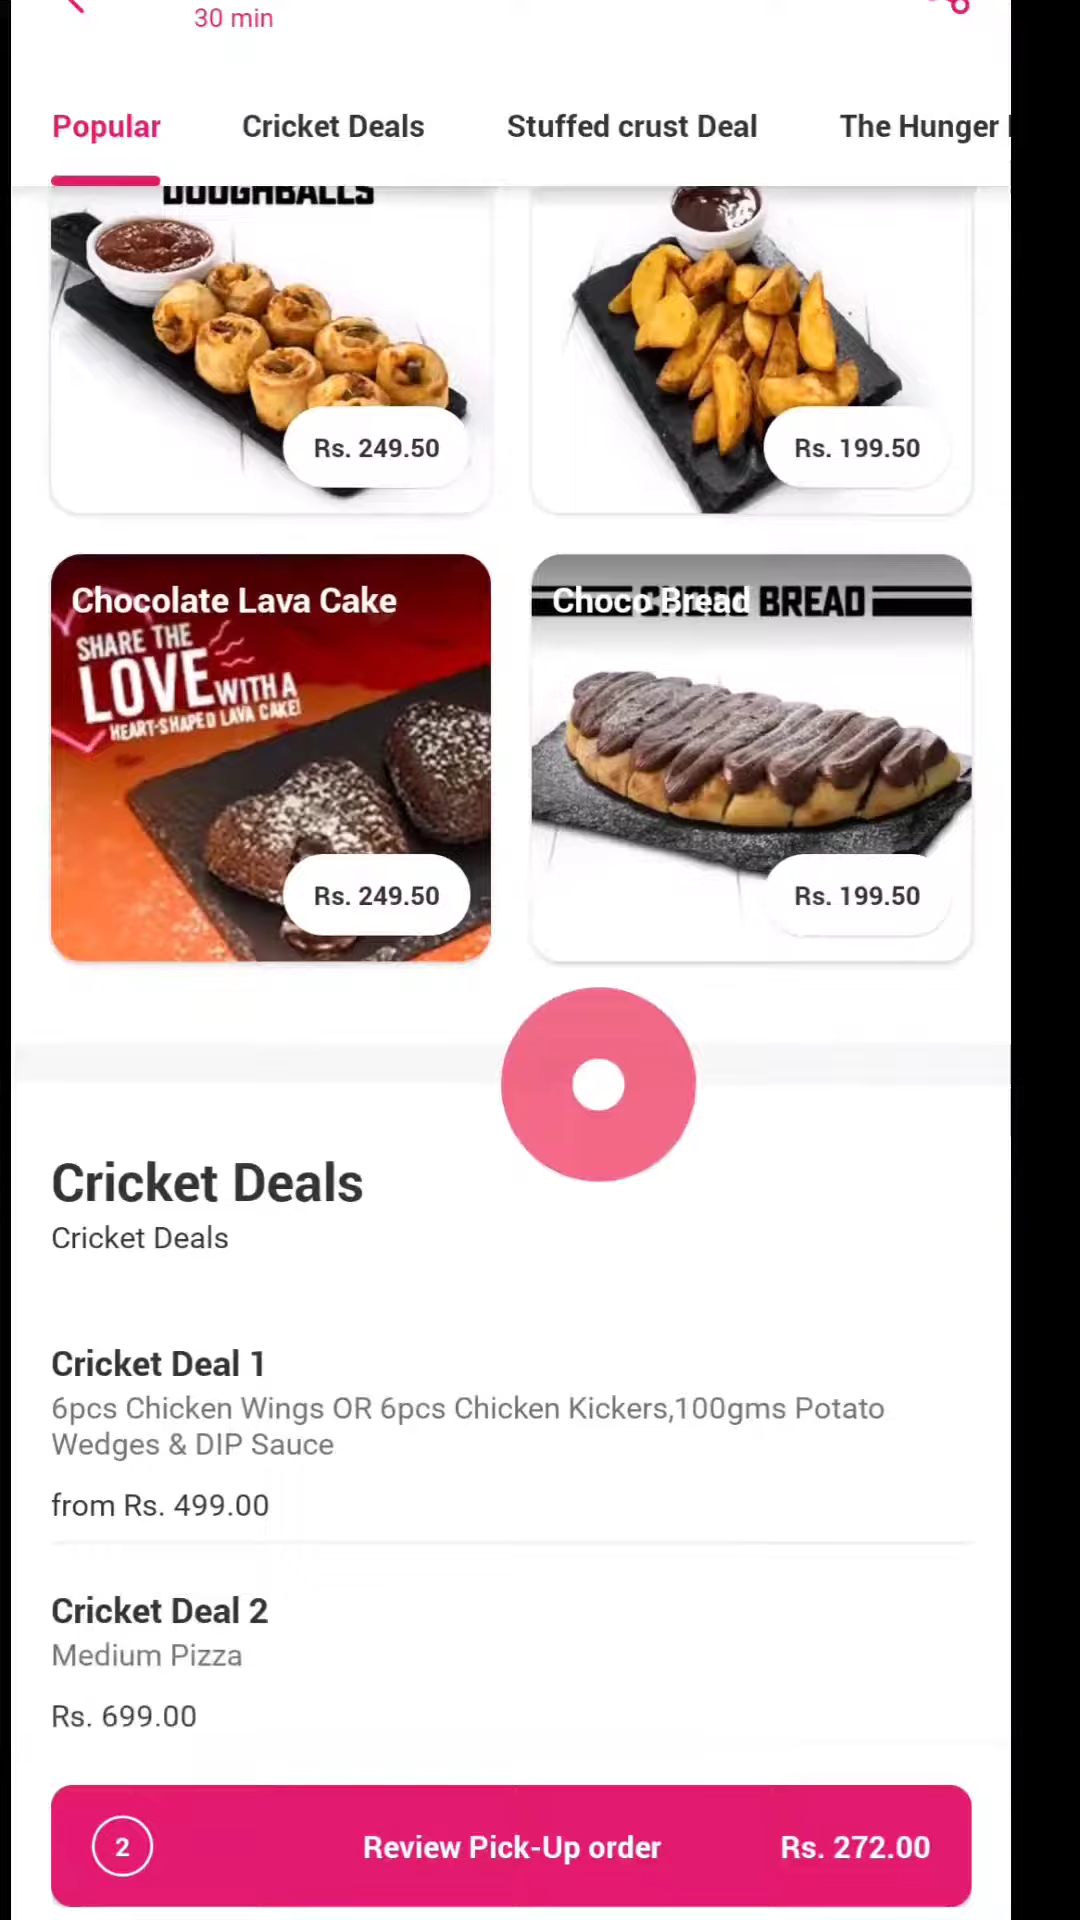 30 min
Popular
Cricket Deals
Stuffed crust Deal
The Hunger
DOUGHBALLS
Rs. 249.50
Rs. 199.50
Chocolate Lava Cake
SHARE THE
LOVE WITH A
HEART-SHAPED LAVA CAKE!
Choco Bread
BREAD
Rs. 249.50
Rs. 199.50
Cricket Deals
Cricket Deals
Cricket Deal 1
6pcs Chicken Wings OR 6pcs Chicken Kickers,100gms Potato
Wedges & DIP Sauce
from Rs. 499.00
Cricket Deal 2
Medium Pizza
Rs. 699.00
2
Review Pick-Up order
Rs. 272.00